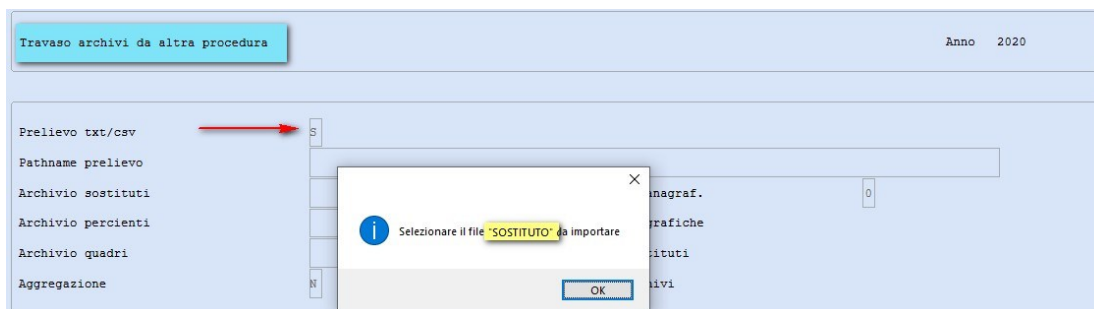 Travaso archivi da altra procedura Anno 2020
Prelievo txt/csv S
Pathname prelievo
Archivio sostituti anagraf. 0
Archivio percienti grafiche
Selezionare il file "SOSTITUTO" da importare
Archivio quadri tituti
Aggregazione N ivi
OK